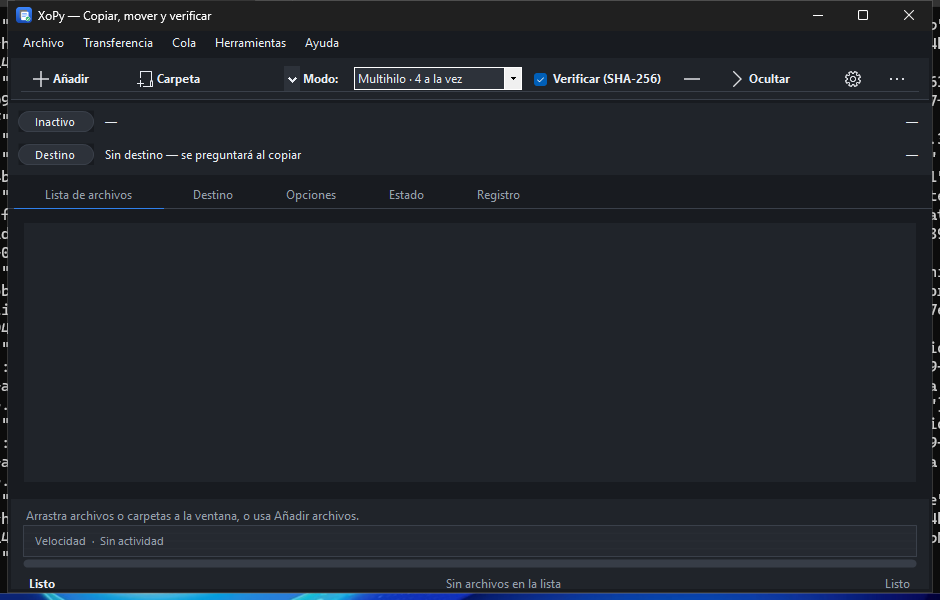 XoPy — Copiar, mover y verificar
Archivo Transferencia Cola Herramientas Ayuda
Añadir Carpeta Modo: Multihilo · 4 a la vez Verificar (SHA-256) — Ocultar ···
Inactivo — —
Destino Sin destino — se preguntará al copiar —
Lista de archivos Destino Opciones Estado Registro
Arrastra archivos o carpetas a la ventana, o usa Añadir archivos.
Velocidad · Sin actividad
Listo Sin archivos en la lista Listo